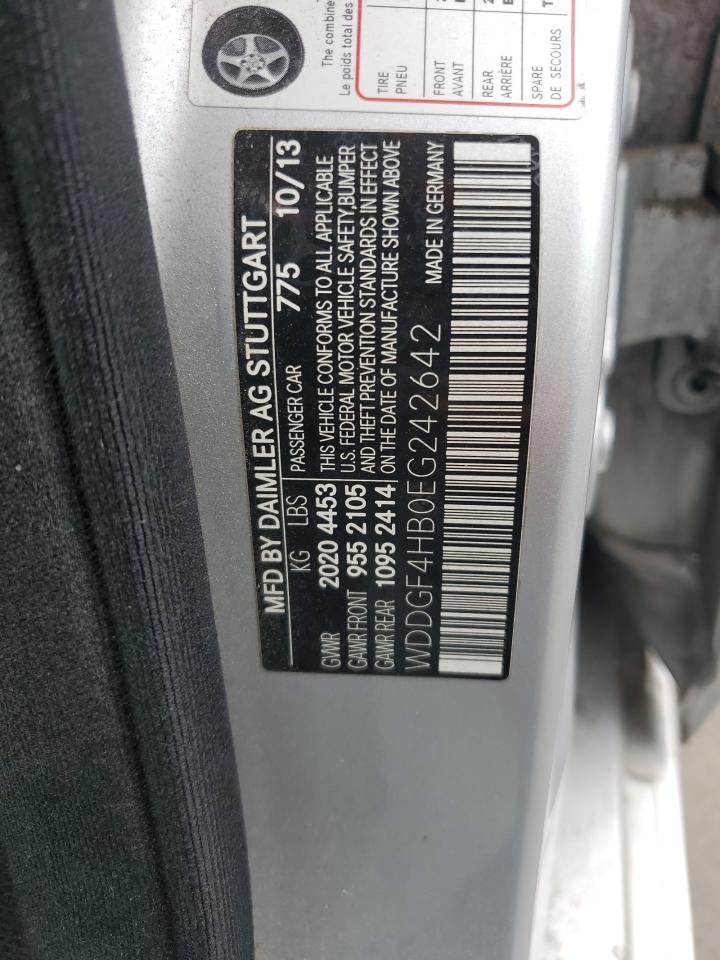 The combine
Le poids total des
TIRE
PNEU
FRONT
AVANT
REAR
ARRIÈRE
SPARE
DE SECOURS
MFD BY DAIMLER AG STUTTGART
KG LBS PASSENGER CAR 775 10/13
GVWR 2020 4453
GAWR FRONT 955 2105
GAWR REAR 1095 2414
THIS VEHICLE CONFORMS TO ALL APPLICABLE
U.S. FEDERAL MOTOR VEHICLE SAFETY,BUMPER
AND THEFT PREVENTION STANDARDS IN EFFECT
ON THE DATE OF MANUFACTURE SHOWN ABOVE
WDDGF4HB0EG242642 MADE IN GERMANY